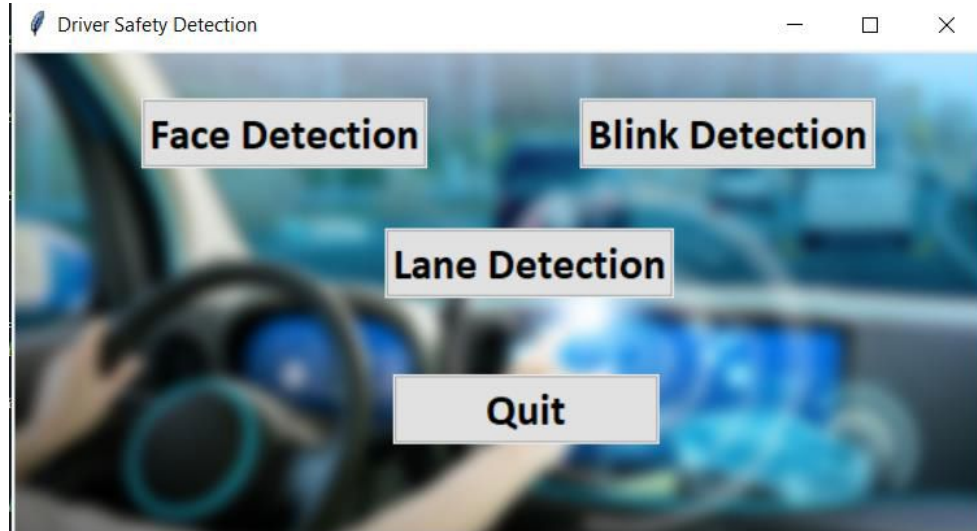 Driver Safety Detection
Face Detection
Blink Detection
Lane Detection
Quit